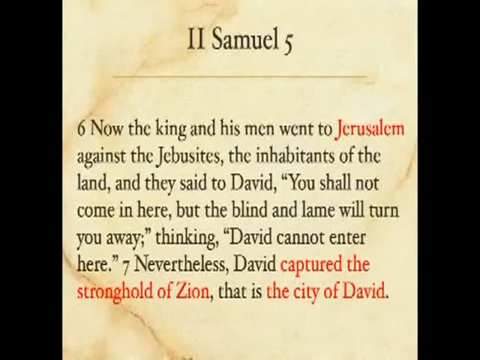 II Samuel 5
6 Now the king and his men went to Jerusalem
against the Jebusites, the inhabitants of the
land, and they said to David, “You shall not
come in here, but the blind and lame will turn
you away;” thinking, “David cannot enter
here.” 7 Nevertheless, David captured the
stronghold of Zion, that is the city of David.